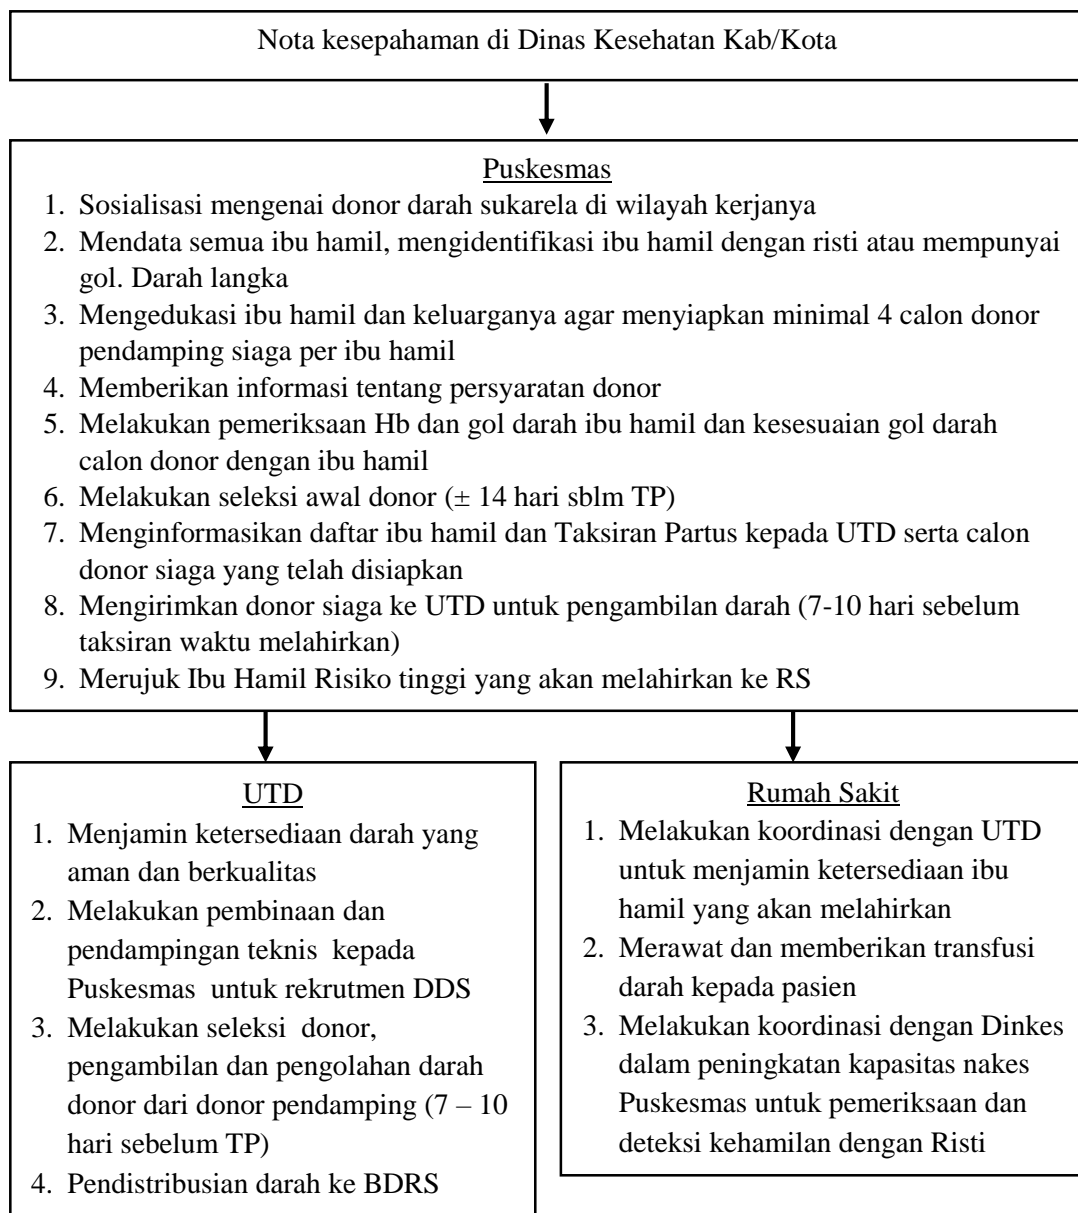 Nota kesepahaman di Dinas Kesehatan Kab/Kota
Puskesmas
1. Sosialisasi mengenai donor darah sukarela di wilayah kerjanya
2. Mendata semua ibu hamil, mengidentifikasi ibu hamil dengan risti atau mempunyai
gol. Darah langka
3. Mengedukasi ibu hamil dan keluarganya agar menyiapkan minimal 4 calon donor
pendamping siaga per ibu hamil
4. Memberikan informasi tentang persyaratan donor
5. Melakukan pemeriksaan Hb dan gol darah ibu hamil dan kesesuaian gol darah
calon donor dengan ibu hamil
6. Melakukan seleksi awal donor (± 14 hari sblm TP)
7. Menginformasikan daftar ibu hamil dan Taksiran Partus kepada UTD serta calon
donor siaga yang telah disiapkan
8. Mengirimkan donor siaga ke UTD untuk pengambilan darah (7-10 hari sebelum
taksiran waktu melahirkan)
9. Merujuk Ibu Hamil Risiko tinggi yang akan melahirkan ke RS
UTD
1. Menjamin ketersediaan darah yang
aman dan berkualitas
2. Melakukan pembinaan dan
pendampingan teknis kepada
Puskesmas untuk rekrutmen DDS
3. Melakukan seleksi donor,
pengambilan dan pengolahan darah
donor dari donor pendamping (7 – 10
hari sebelum TP)
4. Pendistribusian darah ke BDRS
Rumah Sakit
1. Melakukan koordinasi dengan UTD
untuk menjamin ketersediaan ibu
hamil yang akan melahirkan
2. Merawat dan memberikan transfusi
darah kepada pasien
3. Melakukan koordinasi dengan Dinkes
dalam peningkatan kapasitas nakes
Puskesmas untuk pemeriksaan dan
deteksi kehamilan dengan Risti